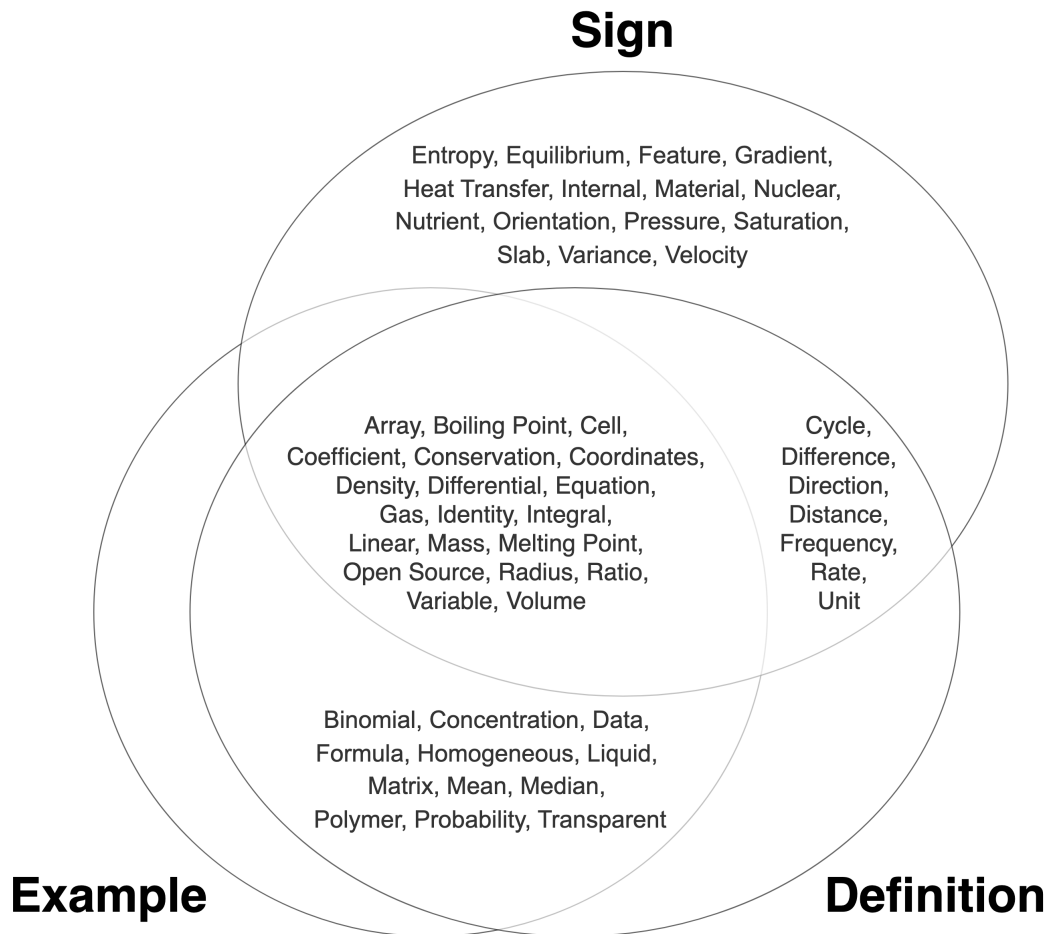 Sign
Entropy, Equilibrium, Feature, Gradient,
Heat Transfer, Internal, Material, Nuclear,
Nutrient, Orientation, Pressure, Saturation,
Slab, Variance, Velocity
Array, Boiling Point, Cell,
Coefficient, Conservation, Coordinates,
Density, Differential, Equation,
Gas, Identity, Integral,
Linear, Mass, Melting Point,
Open Source, Radius, Ratio,
Variable, Volume
Cycle,
Difference,
Direction,
Distance,
Frequency,
Rate,
Unit
Binomial, Concentration, Data,
Formula, Homogeneous, Liquid,
Matrix, Mean, Median,
Polymer, Probability, Transparent
Example
Definition